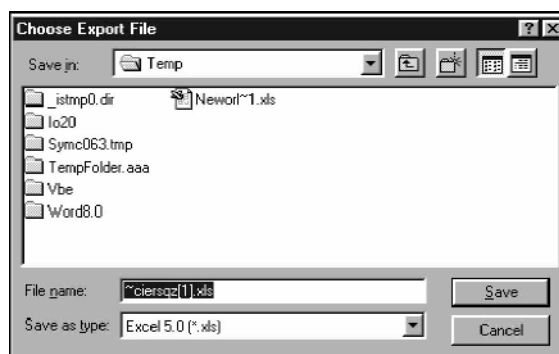 Choose Export File
Save in: Temp
_istmp0.dir Neworl~1.xls
Io20
Symc063.tmp
TempFolder.aaa
Vbe
Word8.0
File name: ~ciersqz[1].xls Save
Save as type: Excel 5.0 (*.xls) Cancel